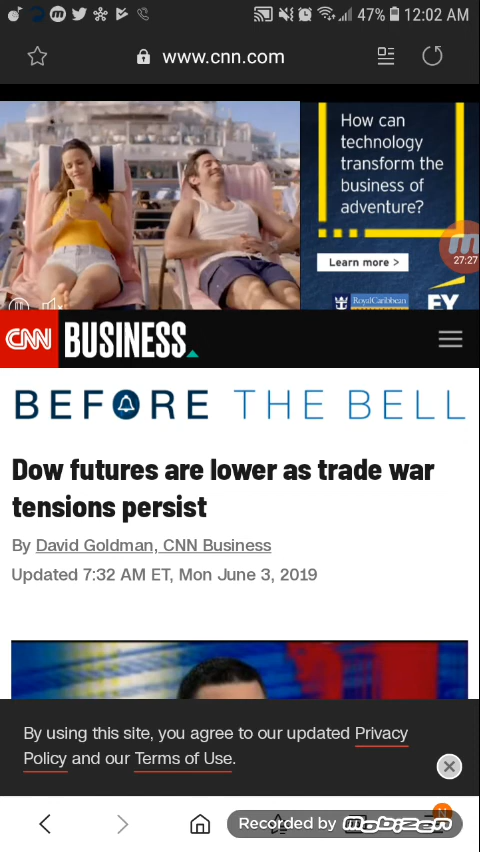 47% 12:02 AM
www.cnn.com
How can
technology
transform the
business of
adventure?
Learn more >
27:27
RoyalCaribbean
EY
CNN BUSINESS
BEFORE THE BELL
Dow futures are lower as trade war
tensions persist
By David Goldman, CNN Business
Updated 7:32 AM ET, Mon June 3, 2019
By using this site, you agree to our updated Privacy
Policy and our Terms of Use.
N
Recorded by Mobizen